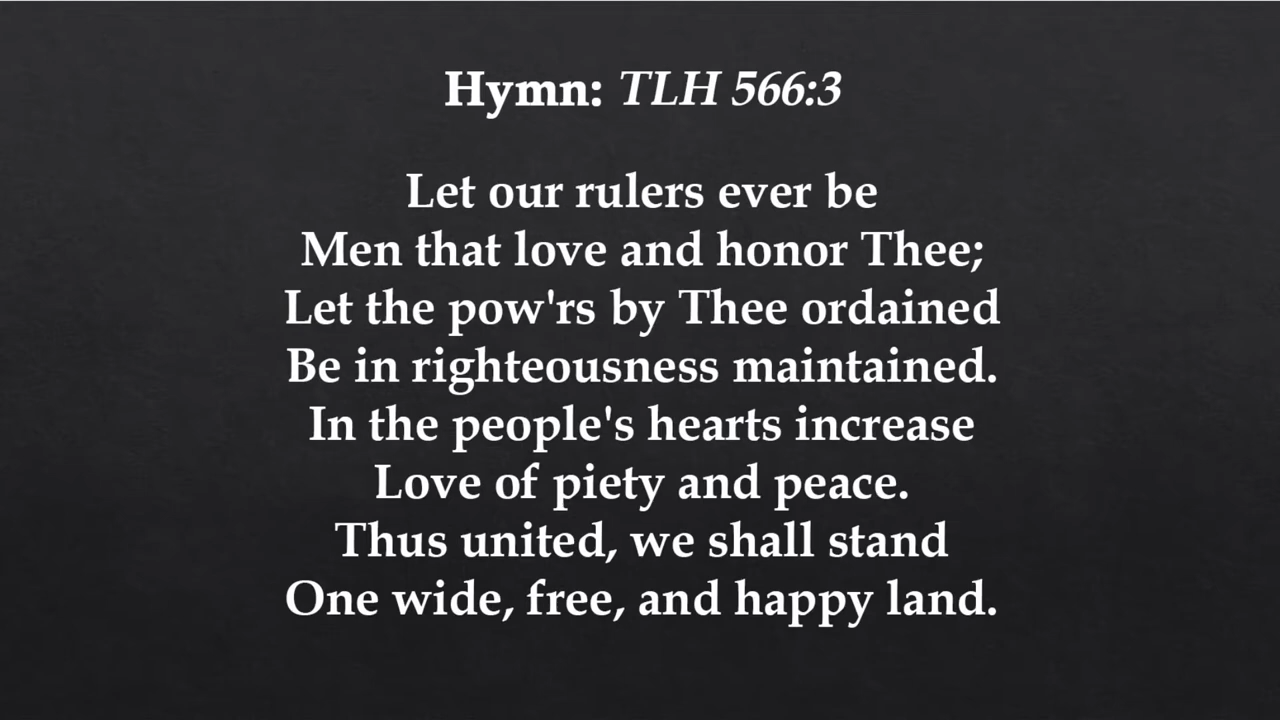 Hymn: TLH 566:3
Let our rulers ever be
Men that love and honor Thee;
Let the pow'rs by Thee ordained
Be in righteousness maintained.
In the people's hearts increase
Love of piety and peace.
Thus united, we shall stand
One wide, free, and happy land.